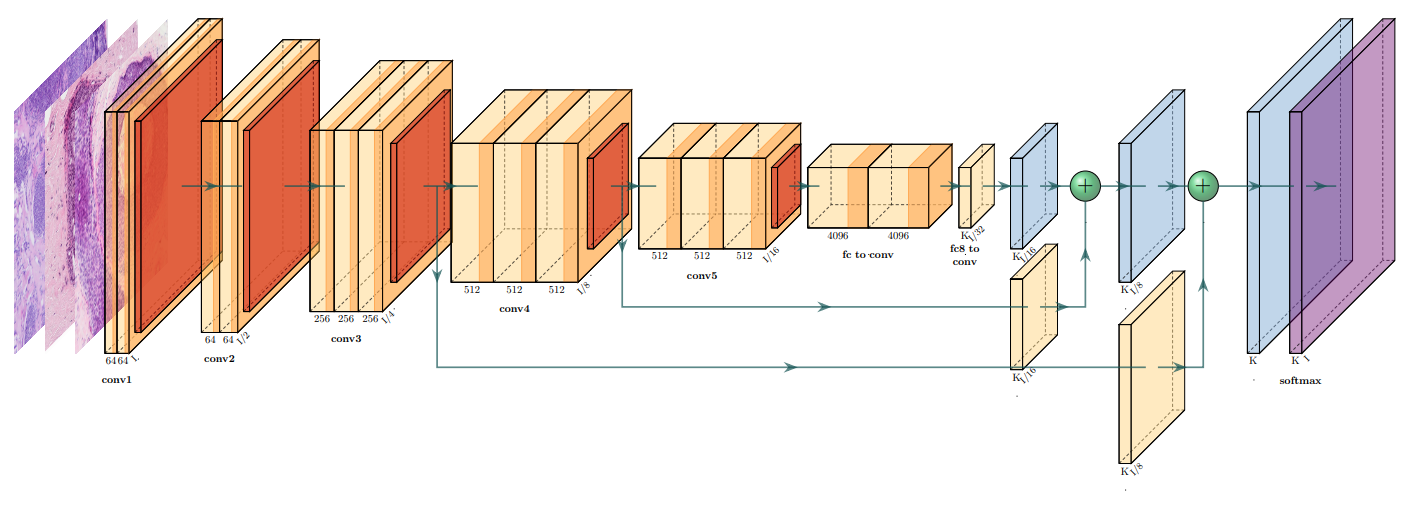 64 64 I
conv1
64 64 I/2
conv2
256 256 256 I/4
conv3
512 512 512 I/8
conv4
512 512 512 I/16
conv5
4096 4096
fc to conv
K I/32
fc8 to
conv
K I/16
K I/16
+
K I/8
K I/8
+
K
K I
softmax